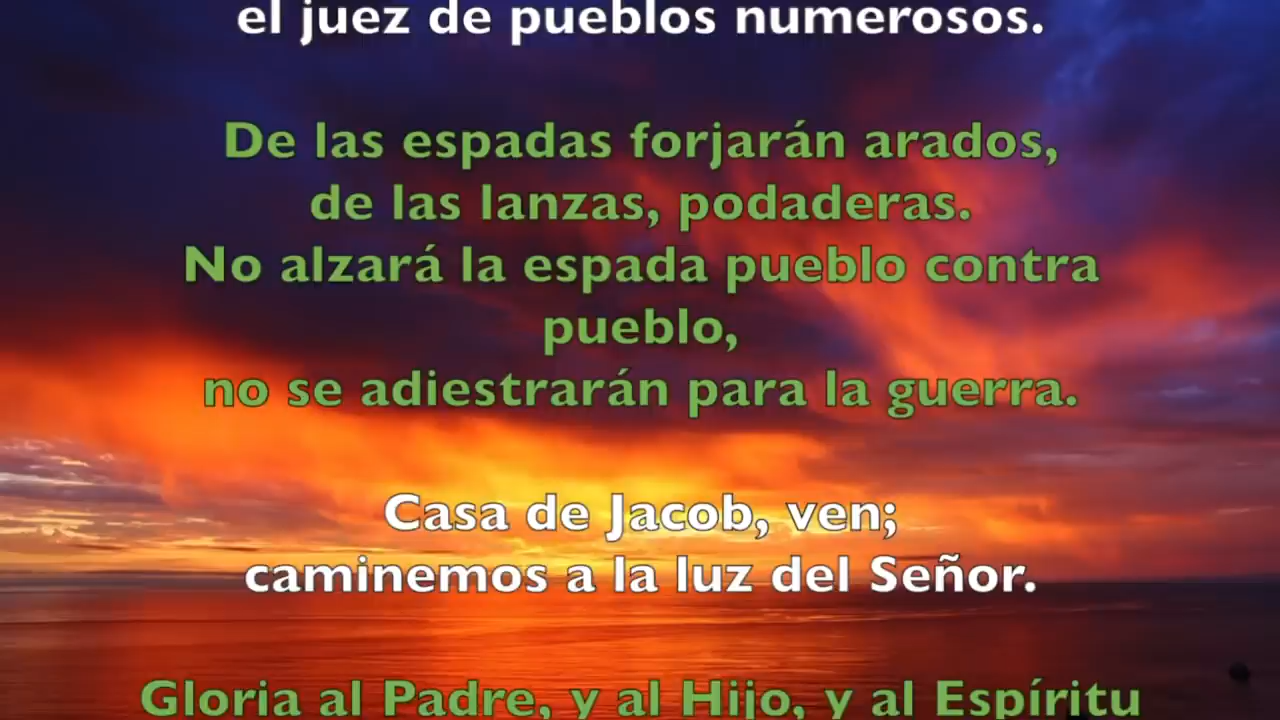 el juez de pueblos numerosos.
De las espadas forjarán arados,
de las lanzas, podaderas.
No alzará la espada pueblo contra
pueblo,
no se adiestrarán para la guerra.
Casa de Jacob, ven;
caminemos a la luz del Señor.
Gloria al Padre, y al Hijo, y al Espíritu